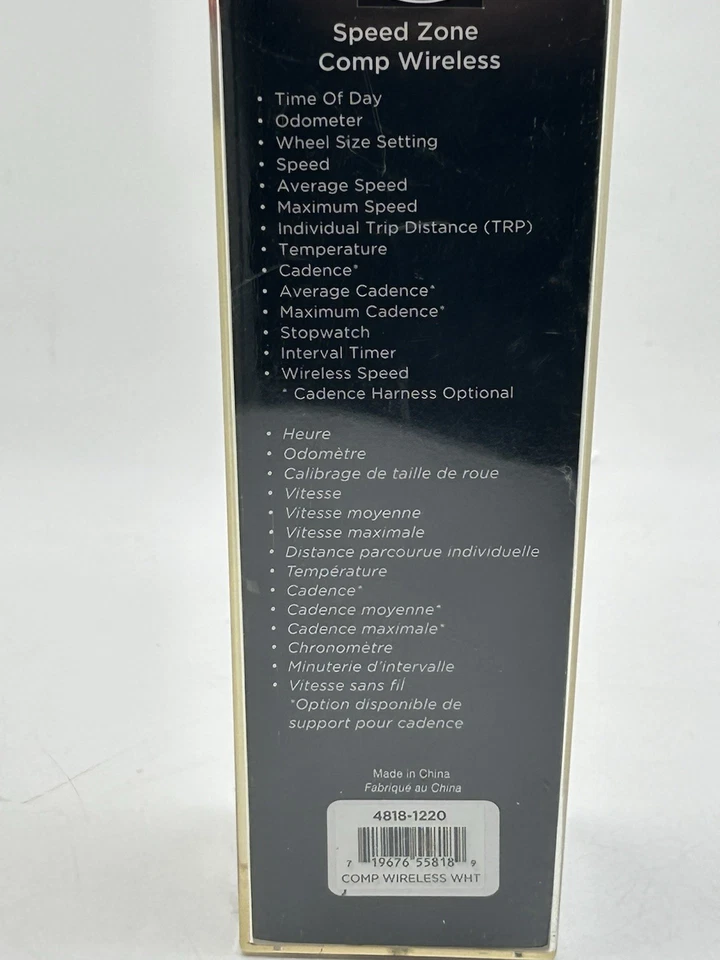 Speed Zone
Comp Wireless
• Time Of Day
• Odometer
• Wheel Size Setting
• Speed
• Average Speed
• Maximum Speed
• Individual Trip Distance (TRP)
• Temperature
• Cadence*
• Average Cadence*
• Maximum Cadence*
• Stopwatch
• Interval Timer
• Wireless Speed
* Cadence Harness Optional
• Heure
• Odomètre
• Calibrage de taille de roue
• Vitesse
• Vitesse moyenne
• Vitesse maximale
• Distance parcourue individuelle
• Température
• Cadence*
• Cadence moyenne*
• Cadence maximale*
• Chronomètre
• Minuterie d'intervalle
• Vitesse sans fil
*Option disponible de
support pour cadence
Made in China
Fabriqué au China
4818-1220
7 19676 55818 9
COMP WIRELESS WHT